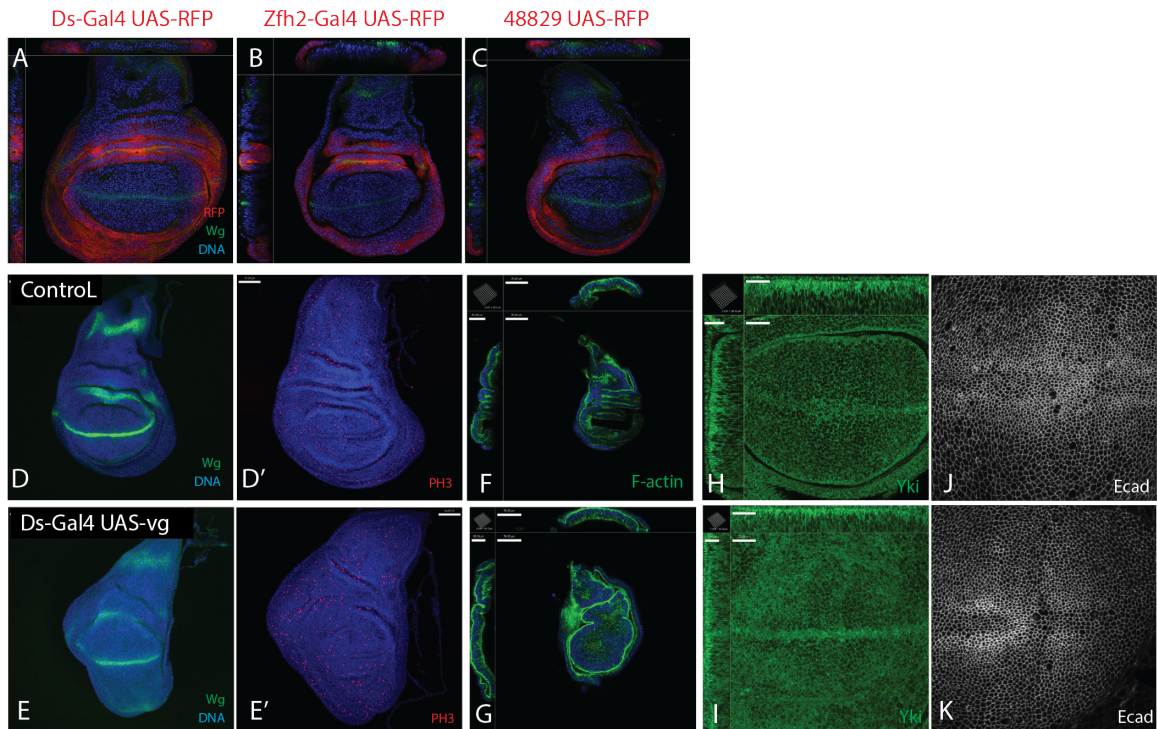 Ds-Gal4 UAS-RFP
Zfh2-Gal4 UAS-RFP
48829 UAS-RFP
A
B
C
RFP
Wg
DNA
ControL
D
Wg
DNA
D'
PH3
F
F-actin
H
Yki
J
Ecad
Ds-Gal4 UAS-vg
E
Wg
DNA
E'
PH3
G
I
Yki
K
Ecad